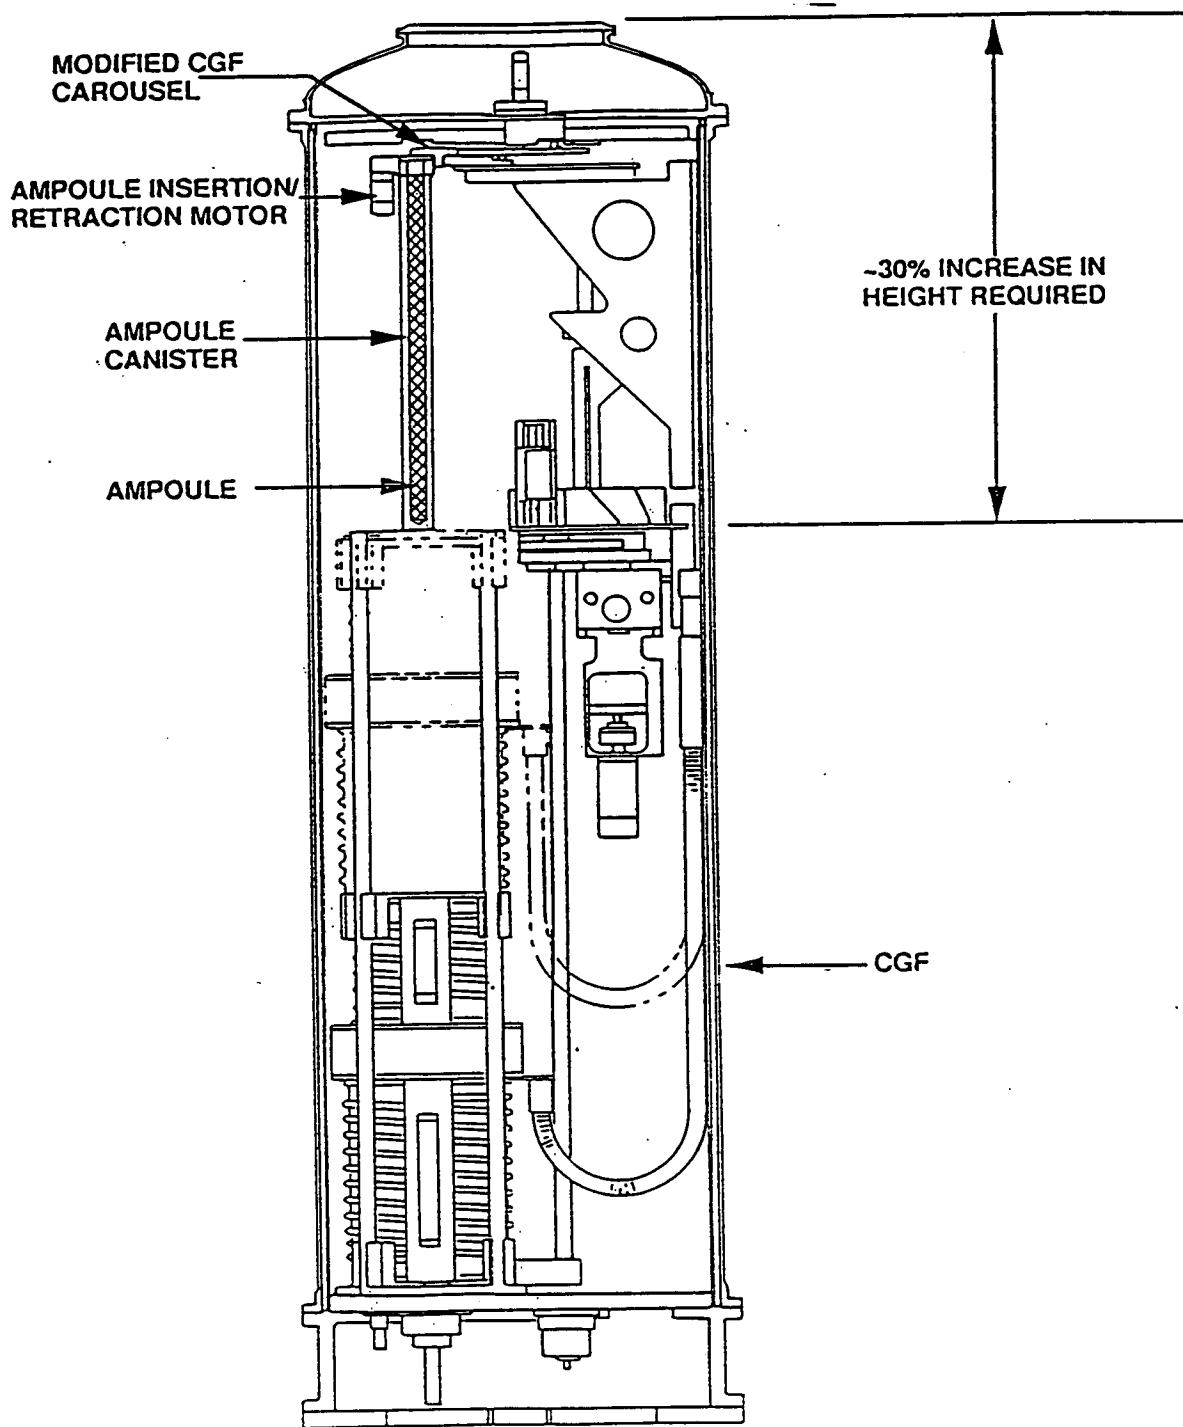 MODIFIED CGF
CAROUSEL
AMPOULE INSERTION/
RETRACTION MOTOR
~30% INCREASE IN
HEIGHT REQUIRED
AMPOULE
CANISTER
AMPOULE
CGF